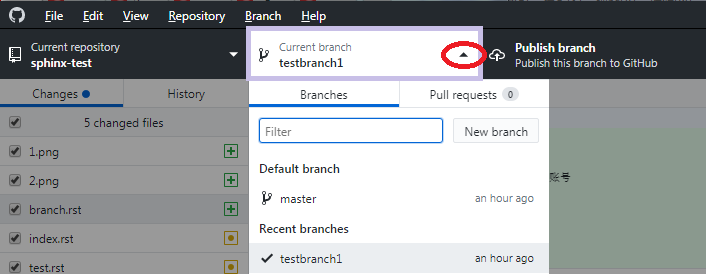 File Edit View Repository Branch Help
Current repository
sphinx-test
Current branch
testbranch1
Publish branch
Publish this branch to GitHub
Changes
History
Branches
Pull requests 0
5 changed files
Filter
New branch
1.png
2.png
Default branch
账号
master an hour ago
branch.rst
Recent branches
index.rst
testbranch1 an hour ago
test.rst